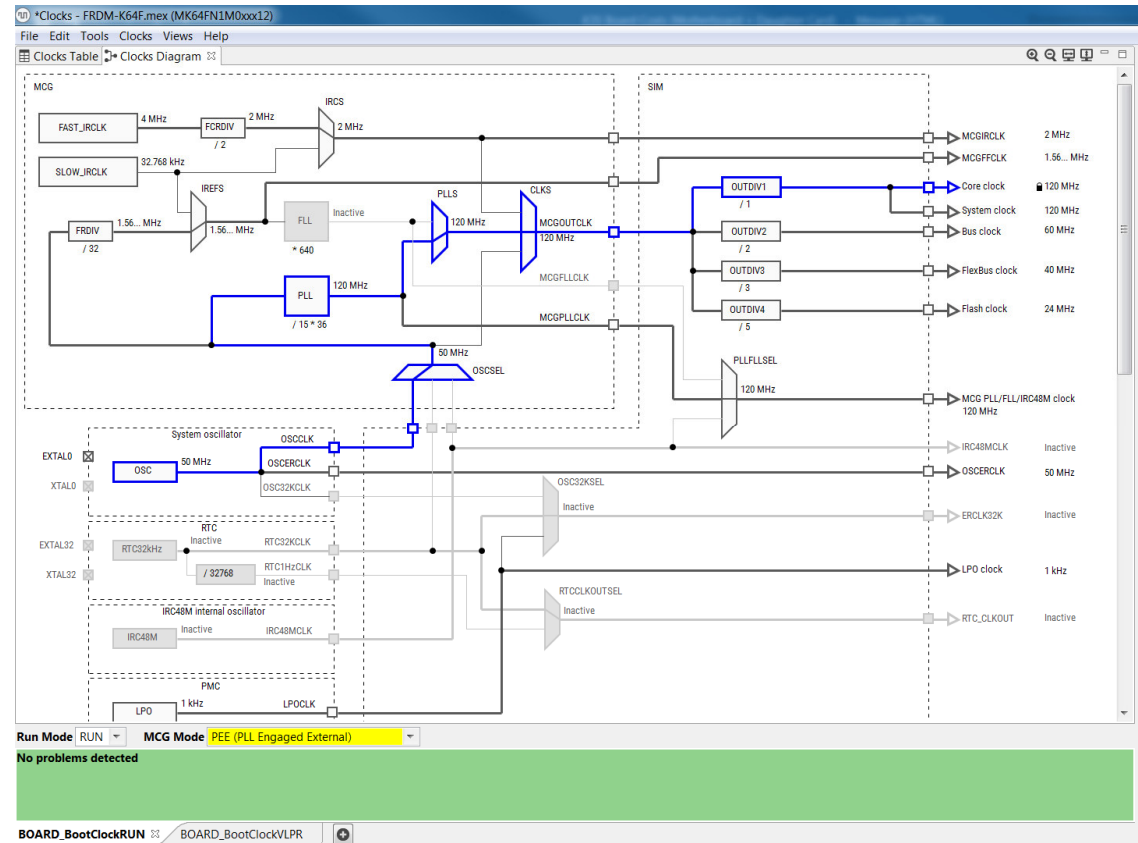 *Clocks - FRDM-K64F.mex (MK64FN1M0xxx12)
File Edit Tools Clocks Views Help
Clocks Table Clocks Diagram
MCG
SIM
IRCS
FAST_IRCLK
4 MHz
FCRDIV
2 MHz
/ 2
2 MHz
MCGIRCLK 2 MHz
SLOW_IRCLK
32.768 kHz
MCGFFCLK 1.56... MHz
IREFS
PLLS
CLKS
OUTDIV1
/ 1
Core clock 120 MHz
System clock 120 MHz
FRDIV
1.56... MHz
/ 32
1.56... MHz
FLL
Inactive
* 640
120 MHz
MCGOUTCLK
120 MHz
OUTDIV2
/ 2
Bus clock 60 MHz
OUTDIV3
/ 3
FlexBus clock 40 MHz
MCGFLLCLK
PLL
120 MHz
/ 15 * 36
OUTDIV4
/ 5
Flash clock 24 MHz
MCGPLLCLK
50 MHz
OSCSEL
PLLFLLSEL
120 MHz
MCG PLL/FLL/IRC48M clock
120 MHz
System oscillator
OSCCLK
IRC48MCLK Inactive
EXTAL0
OSC
50 MHz
OSCERCLK
OSCERCLK 50 MHz
XTAL0
OSC32KCLK
OSC32KSEL
Inactive
ERCLK32K Inactive
RTC
EXTAL32
RTC32kHz
Inactive
RTC32KCLK
XTAL32
/ 32768
RTC1HzCLK
Inactive
LPO clock 1 kHz
RTCCLKOUTSEL
Inactive
RTC_CLKOUT Inactive
IRC48M internal oscillator
IRC48M
Inactive
IRC48MCLK
PMC
LPO
1 kHz
LPOCLK
Run Mode RUN MCG Mode PEE (PLL Engaged External)
No problems detected
BOARD_BootClockRUN BOARD_BootClockVLPR